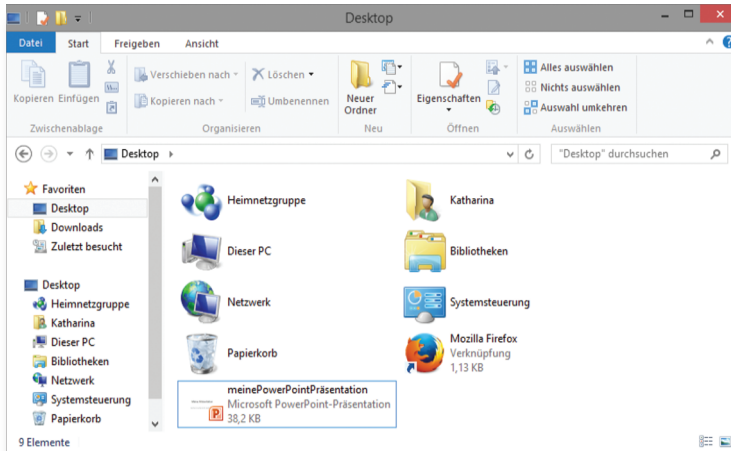 Desktop
Datei Start Freigeben Ansicht
Kopieren Einfügen
Verschieben nach
Kopieren nach
Löschen
Umbenennen
Neuer
Ordner
Eigenschaften
Alles auswählen
Nichts auswählen
Auswahl umkehren
Zwischenablage Organisieren Neu Öffnen Auswählen
Desktop
"Desktop" durchsuchen
Favoriten
Desktop
Downloads
Zuletzt besucht
Desktop
Heimnetzgruppe
Katharina
Dieser PC
Bibliotheken
Netzwerk
Systemsteuerung
Papierkorb
Heimnetzgruppe
Katharina
Dieser PC
Bibliotheken
Netzwerk
Systemsteuerung
Papierkorb
Mozilla Firefox
Verknüpfung
1,13 KB
meinePowerPointPräsentation
Microsoft PowerPoint-Präsentation
38,2 KB
9 Elemente